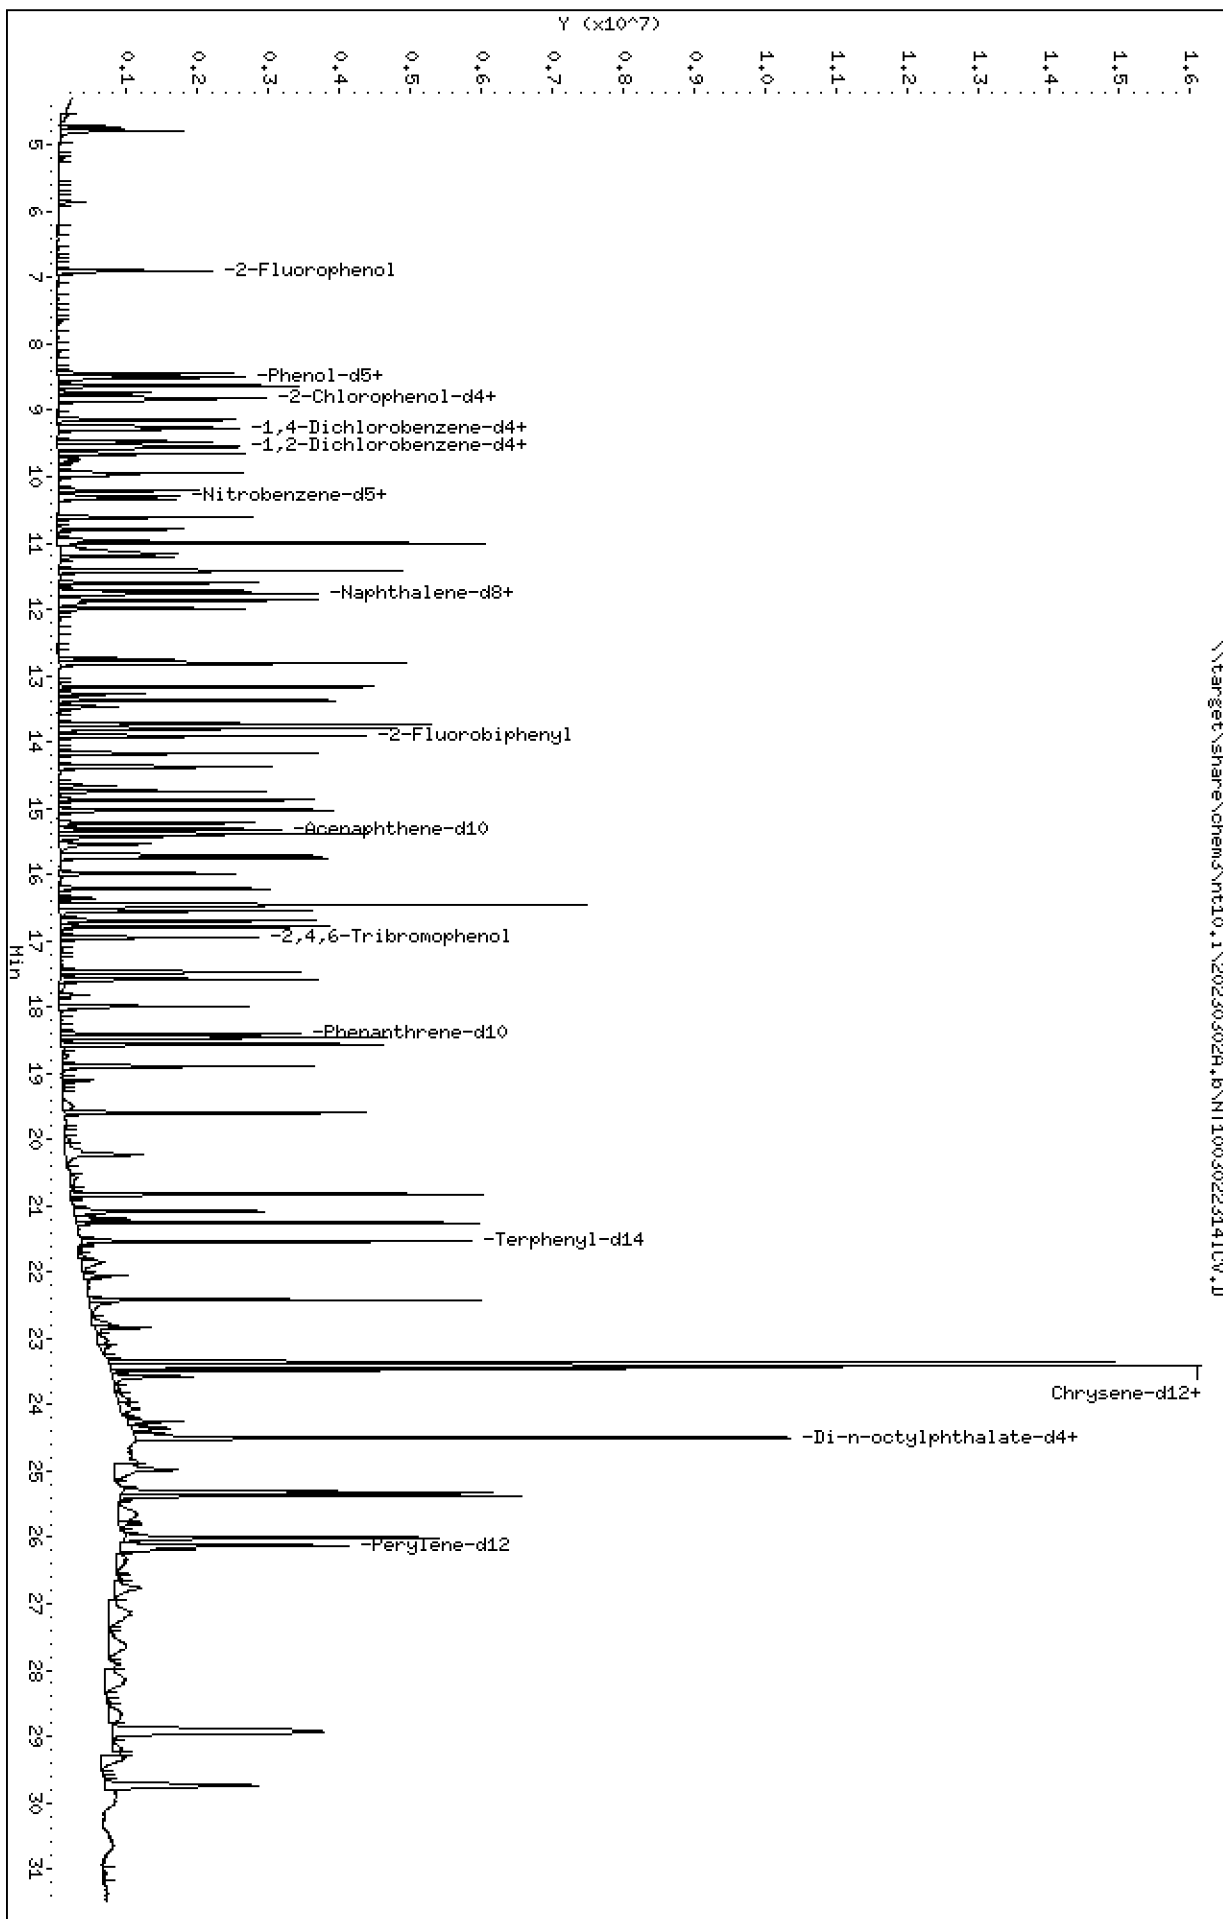 Y (x10^7)
0.1
0.2
0.3
0.4
0.5
0.6
0.7
0.8
0.9
1.0
1.1
1.2
1.3
1.4
1.5
1.6
5
6
7
8
9
10
11
12
13
14
15
16
17
18
19
20
21
22
23
24
25
26
27
28
29
30
31
Min
-2-Fluorophenol
-Phenol-d5+
-2-Chlorophenol-d4+
-1,4-Dichlorobenzene-d4+
-1,2-Dichlorobenzene-d4+
-Nitrobenzene-d5+
-Naphthalene-d8+
-2-Fluorobiphenyl
-Acenaphthene-d10
-2,4,6-Tribromophenol
-Phenanthrene-d10
-Terphenyl-d14
Chrysene-d12+
-Di-n-octylphthalate-d4+
-Perylene-d12